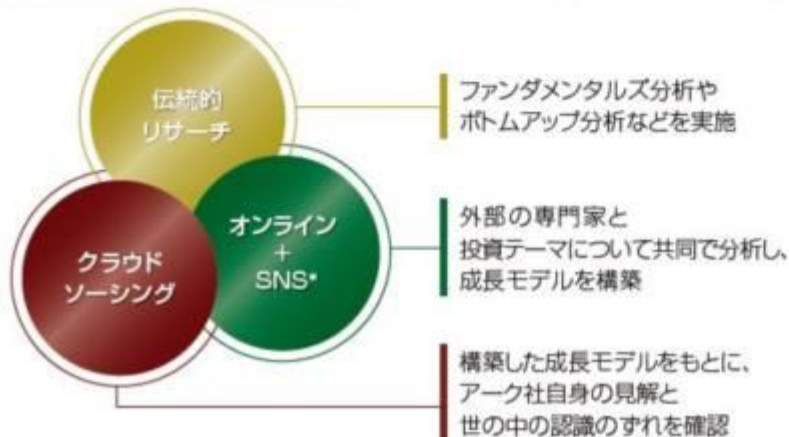 伝統的
リサーチ
ファンダメンタルズ分析や
ボトムアップ分析などを実施
オンライン
+
SNS*
外部の専門家と
投資テーマについて共同で分析し、
成長モデルを構築
クラウド
ソーシング
構築した成長モデルをもとに、
アーク社自身の見解と
世の中の認識のずれを確認